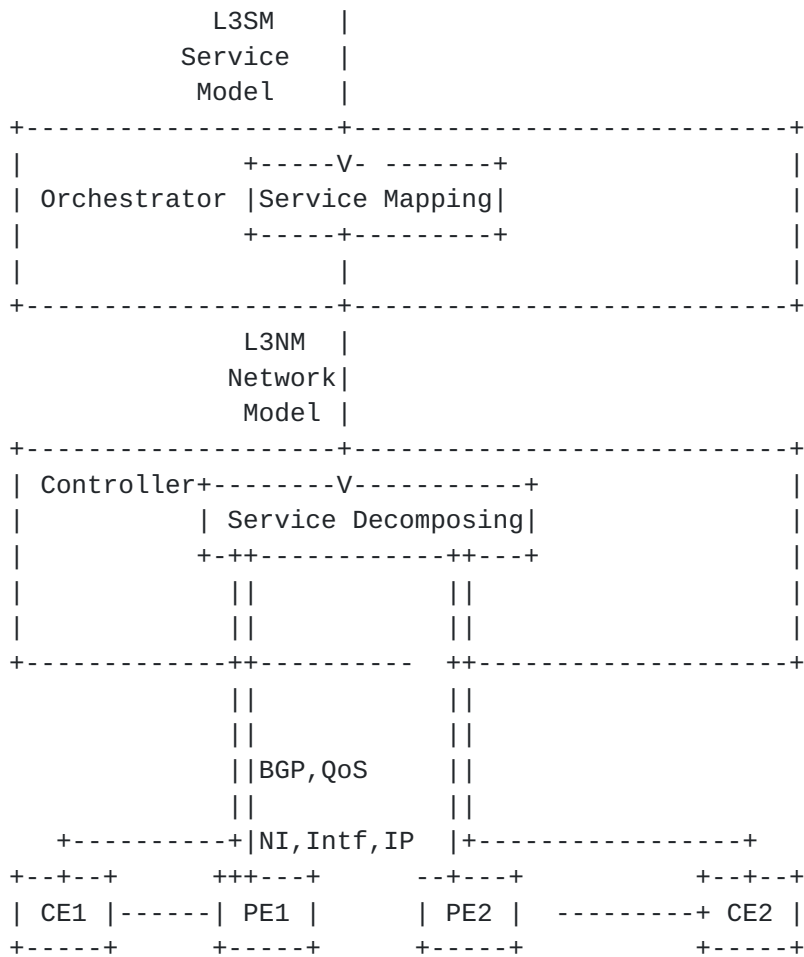 L3SM |
Service |
Model |
+---------------------+----------------------------+
| +-----V- -------+ |
| Orchestrator |Service Mapping| |
| +-----+---------+ |
| | |
+---------------------+----------------------------+
L3NM |
Network|
Model |
+---------------------+----------------------------+
| Controller+--------V-----------+ |
| | Service Decomposing| |
| +-++------------++---+ |
| || || |
| || || |
+-------------++---------- ++--------------------+
|| ||
|| ||
||BGP,QoS ||
|| ||
+----------+|NI,Intf,IP |+-----------------+
+--+--+ +++---+ --+---+ +--+--+
| CE1 |------| PE1 | | PE2 | ---------+ CE2 |
+-----+ +-----+ +-----+ +-----+